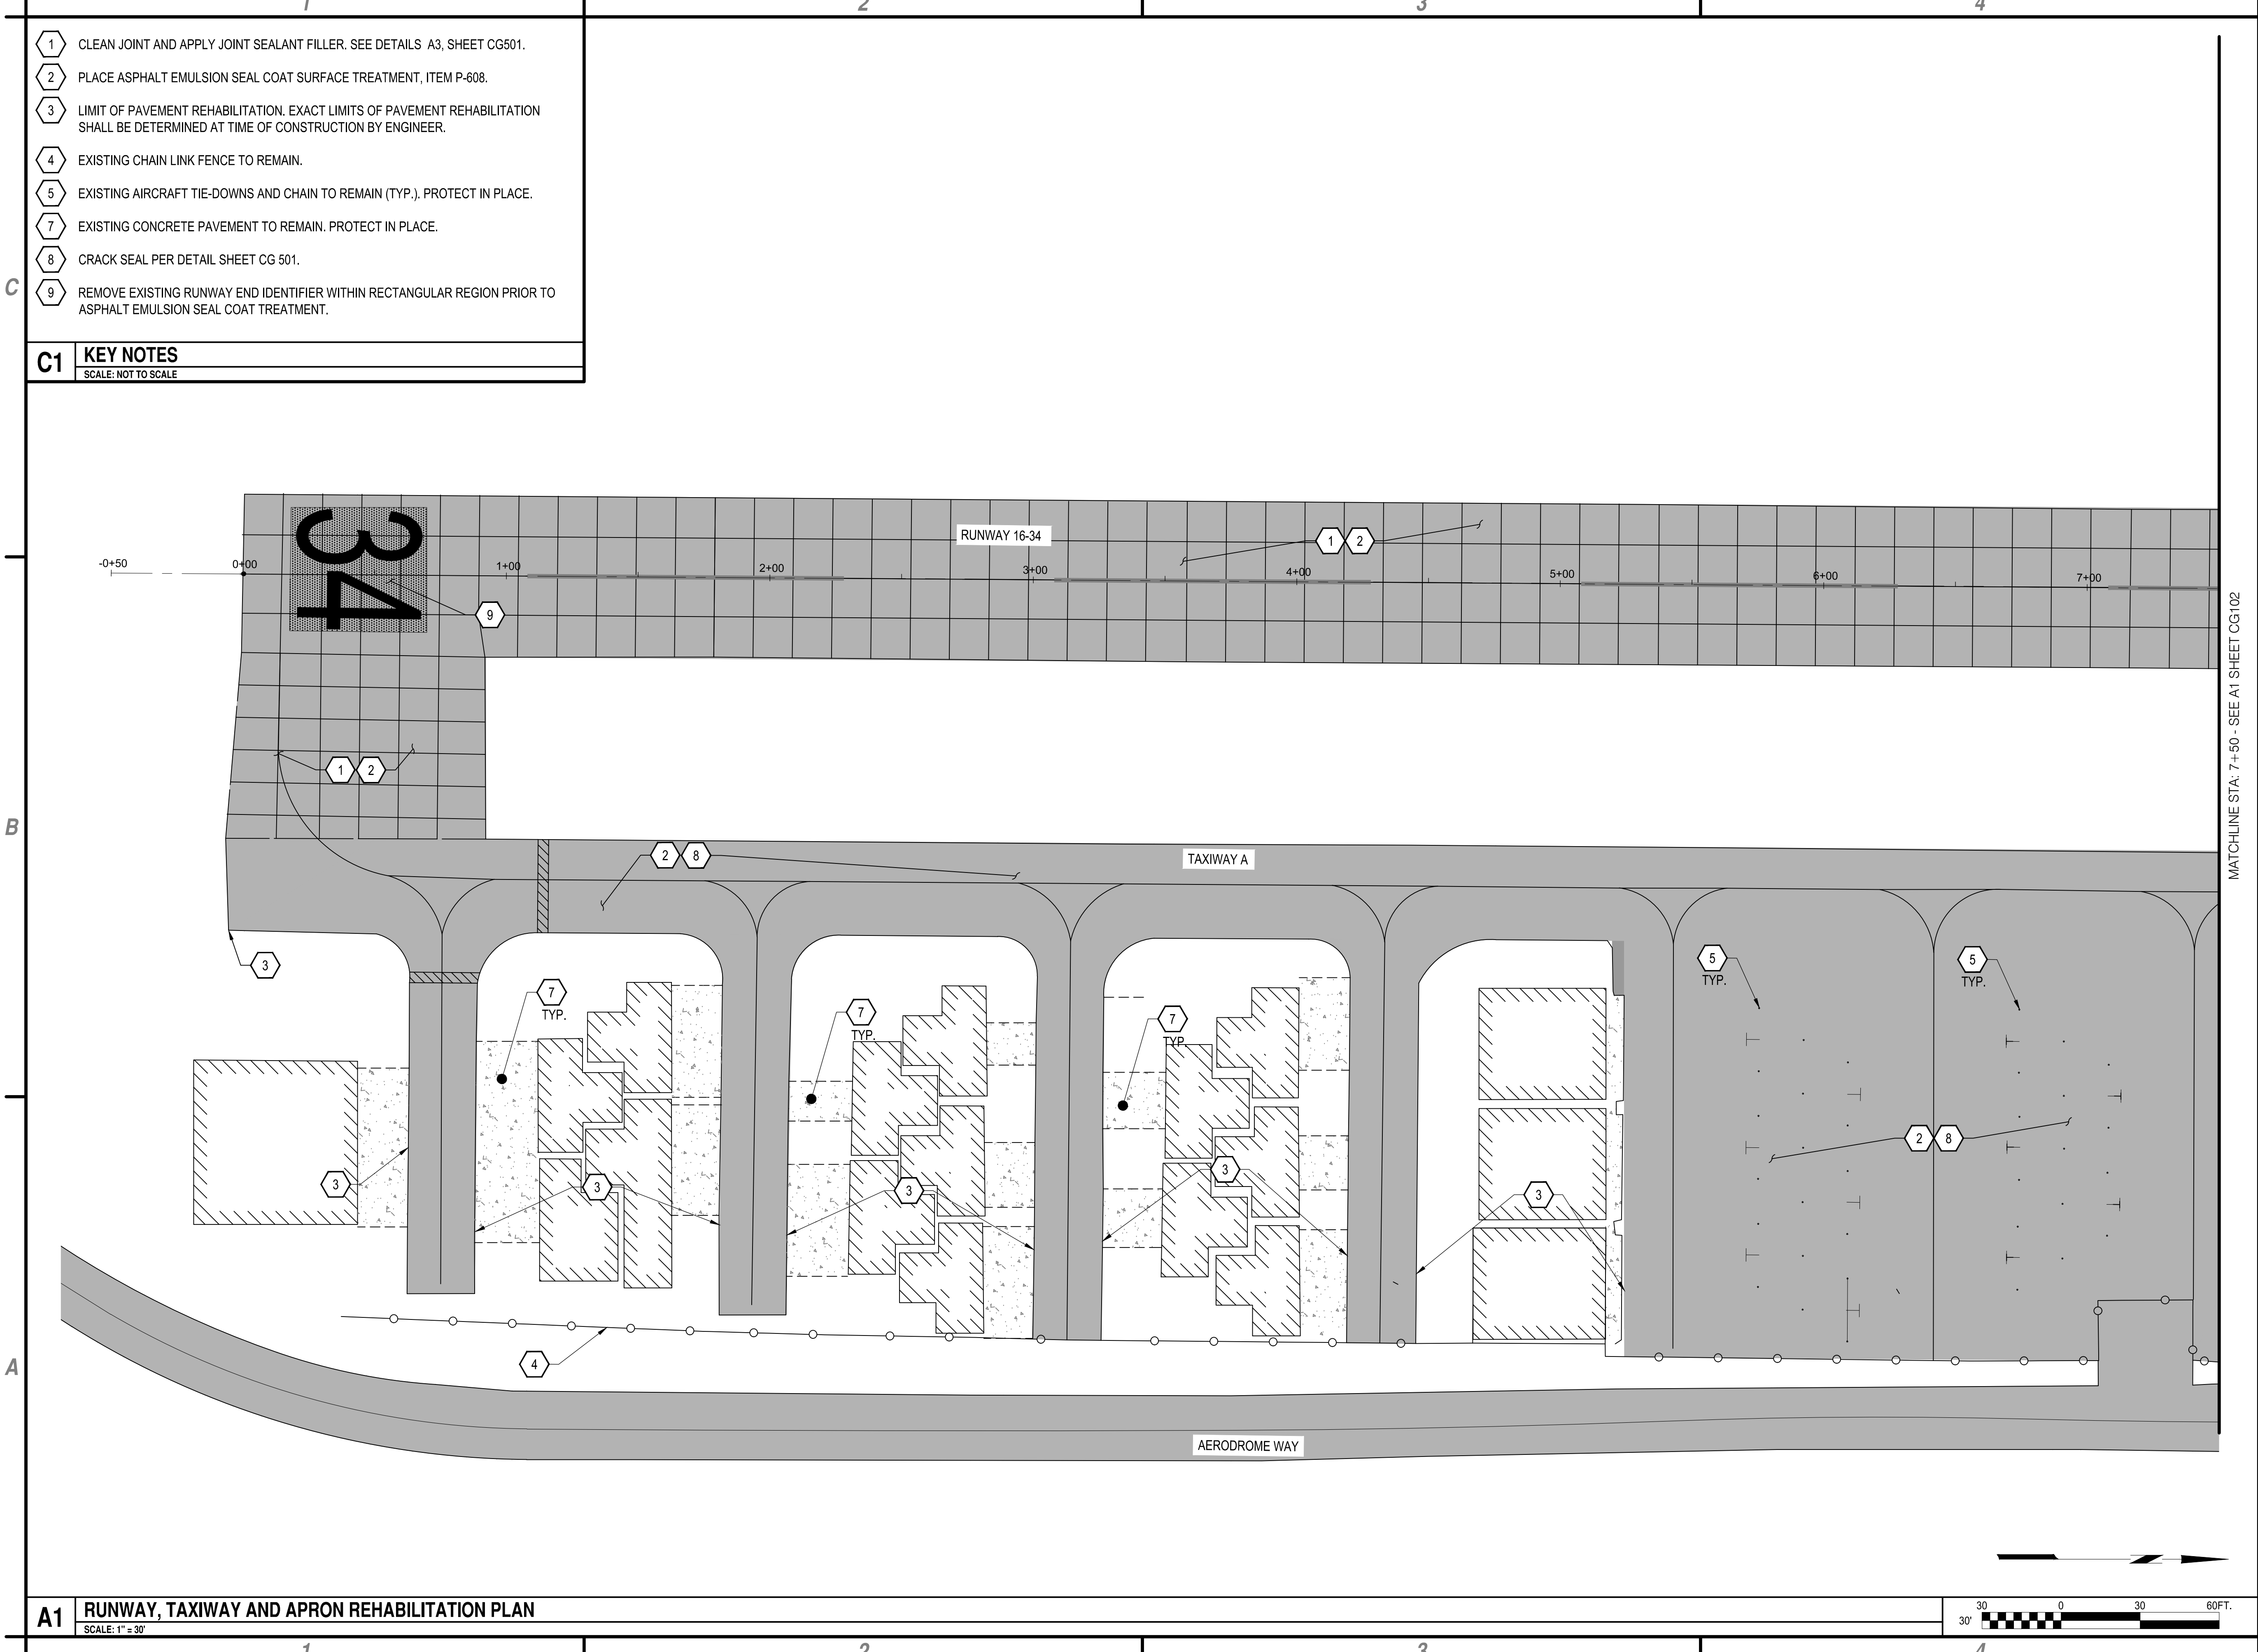 1 2 3 4
1 CLEAN JOINT AND APPLY JOINT SEALANT FILLER. SEE DETAILS A3, SHEET CG501.
2 PLACE ASPHALT EMULSION SEAL COAT SURFACE TREATMENT, ITEM P-608.
3 LIMIT OF PAVEMENT REHABILITATION. EXACT LIMITS OF PAVEMENT REHABILITATION
SHALL BE DETERMINED AT TIME OF CONSTRUCTION BY ENGINEER.
4 EXISTING CHAIN LINK FENCE TO REMAIN.
5 EXISTING AIRCRAFT TIE-DOWNS AND CHAIN TO REMAIN (TYP.). PROTECT IN PLACE.
7 EXISTING CONCRETE PAVEMENT TO REMAIN. PROTECT IN PLACE.
8 CRACK SEAL PER DETAIL SHEET CG 501.
C
9 REMOVE EXISTING RUNWAY END IDENTIFIER WITHIN RECTANGULAR REGION PRIOR TO
ASPHALT EMULSION SEAL COAT TREATMENT.
C1 KEY NOTES
SCALE: NOT TO SCALE
34
RUNWAY 16-34
1 2
-0+50 0+00 1+00 2+00 3+00 4+00 5+00 6+00 7+00
9
MATCHLINE STA: 7+50 - SEE A1 SHEET CG102
1 2
B
2 8
TAXIWAY A
3
5
TYP.
5
TYP.
7
TYP.
7
TYP.
7
TYP.
2 8
3
3
3
3
3
4
A
AERODROME WAY
A1 RUNWAY, TAXIWAY AND APRON REHABILITATION PLAN
SCALE: 1" = 30'
30 0 30 60FT.
30'
1 2 3 4